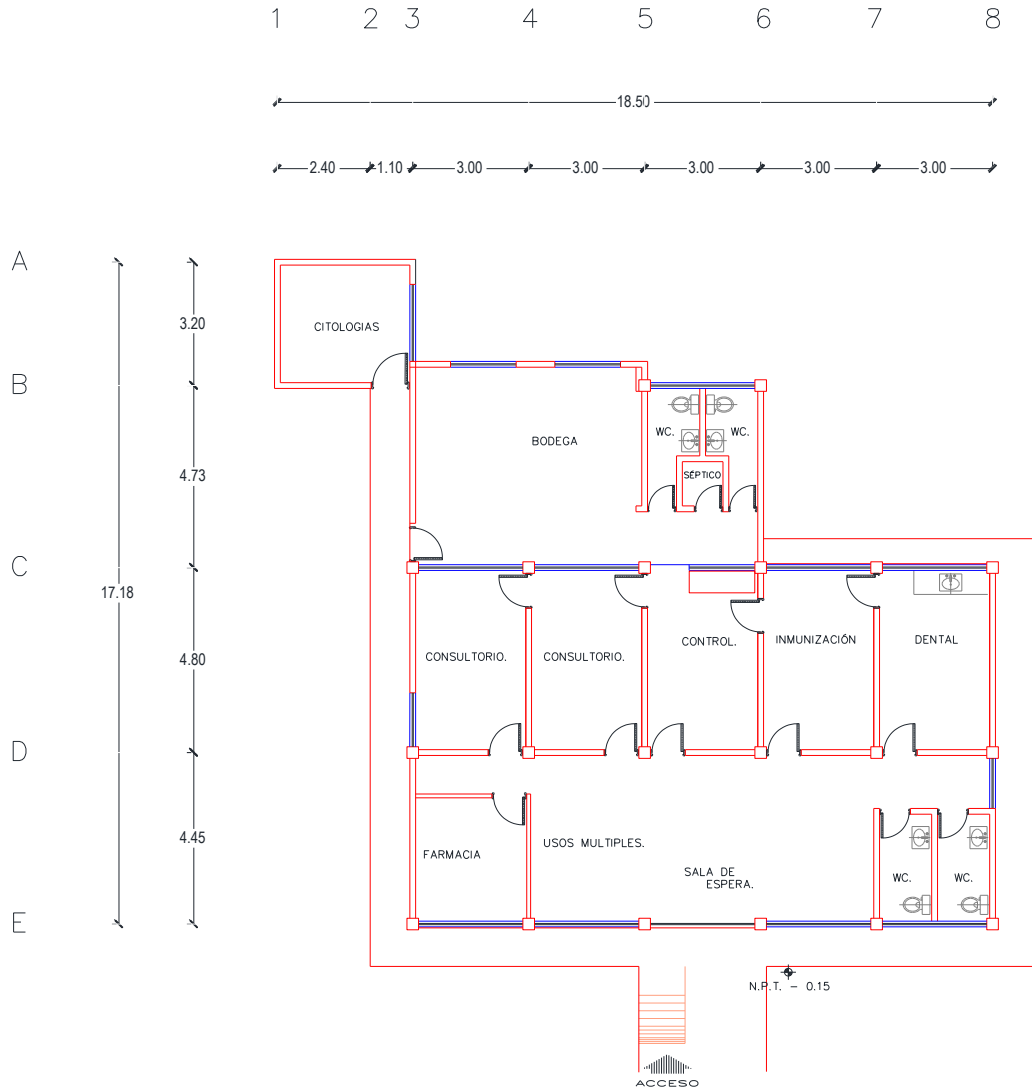 1 2 3 4 5 6 7 8
18.50
2.40 1.10 3.00 3.00 3.00 3.00 3.00
A
3.20
CITOLOGIAS
B
WC. WC.
BODEGA
4.73
SÉPTICO
C
17.18
CONTROL. INMUNIZACIÓN DENTAL
4.80
CONSULTORIO. CONSULTORIO.
D
4.45
USOS MULTIPLES.
FARMACIA
SALA DE
ESPERA.
WC. WC.
E
N.P.T. - 0.15
ACCESO